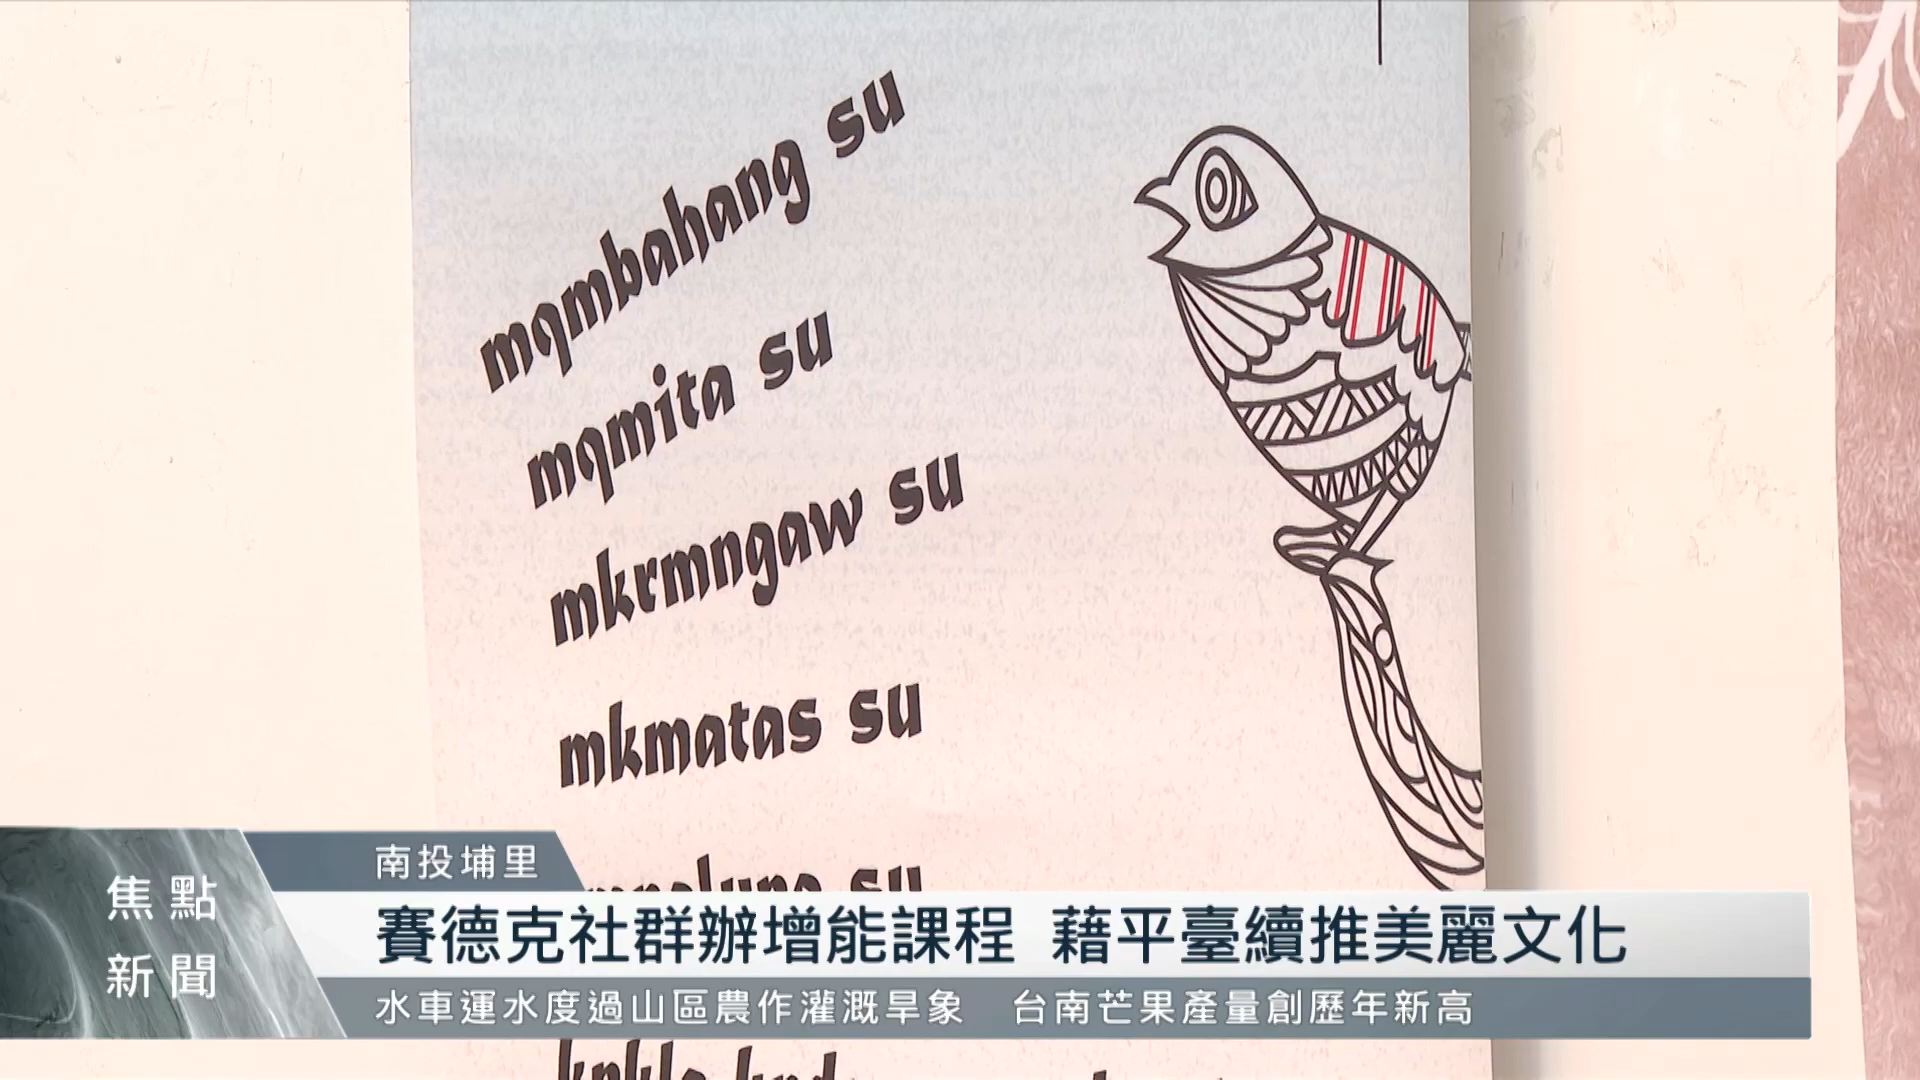 mqmbahang su
mqmita su
mkrmngaw su
mkmatas su
su
南投埔里
焦點
新聞
賽德克社群辦增能課程 藉平臺續推美麗文化
水車運水度過山區農作灌溉旱象 台南芒果產量創歷年新高